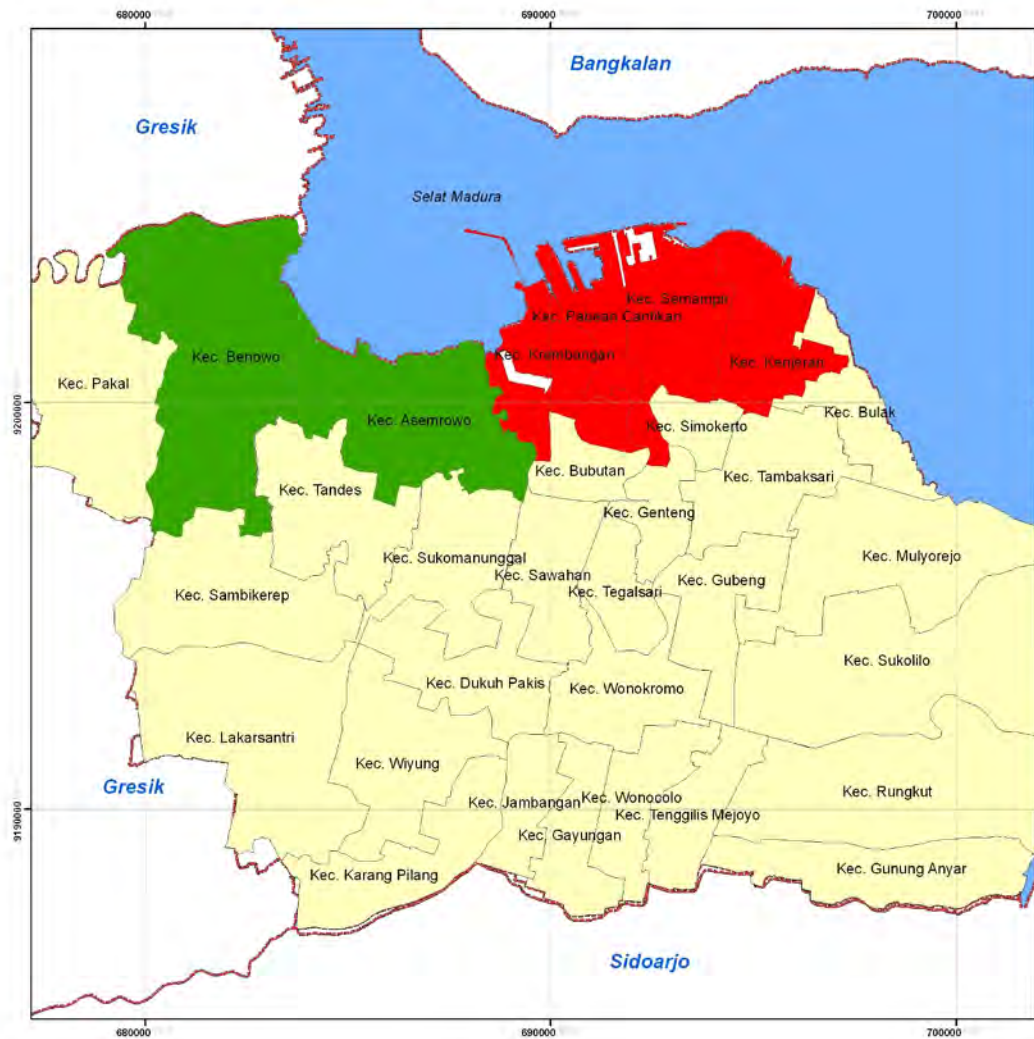 680000
690000
700000
Bangkalan
Gresik
Selat Madura
Kec. Semampir
Kec. Pabean Cantikan
Kec. Benowo
Kec. Krembangan
Kec. Kenjeran
Kec. Pakal
9200000
Kec. Asemrowo
Kec. Simokerto
Kec. Bulak
Kec. Bubutan
Kec. Tambaksari
Kec. Tandes
Kec. Genteng
Kec. Sukomanunggal
Kec. Mulyorejo
Kec. Sawahan
Kec. Gubeng
Kec. Sambikerep
Kec. Tegalsari
Kec. Sukolilo
Kec. Dukuh Pakis
Kec. Wonokromo
Kec. Lakarsantri
Kec. Wiyung
Gresik
Kec. Rungkut
Kec. Jambangan
Kec. Wonocolo
9190000
Kec. Tenggilis Mejoyo
Kec. Gayungan
Kec. Gunung Anyar
Kec. Karang Pilang
Sidoarjo
680000
690000
700000